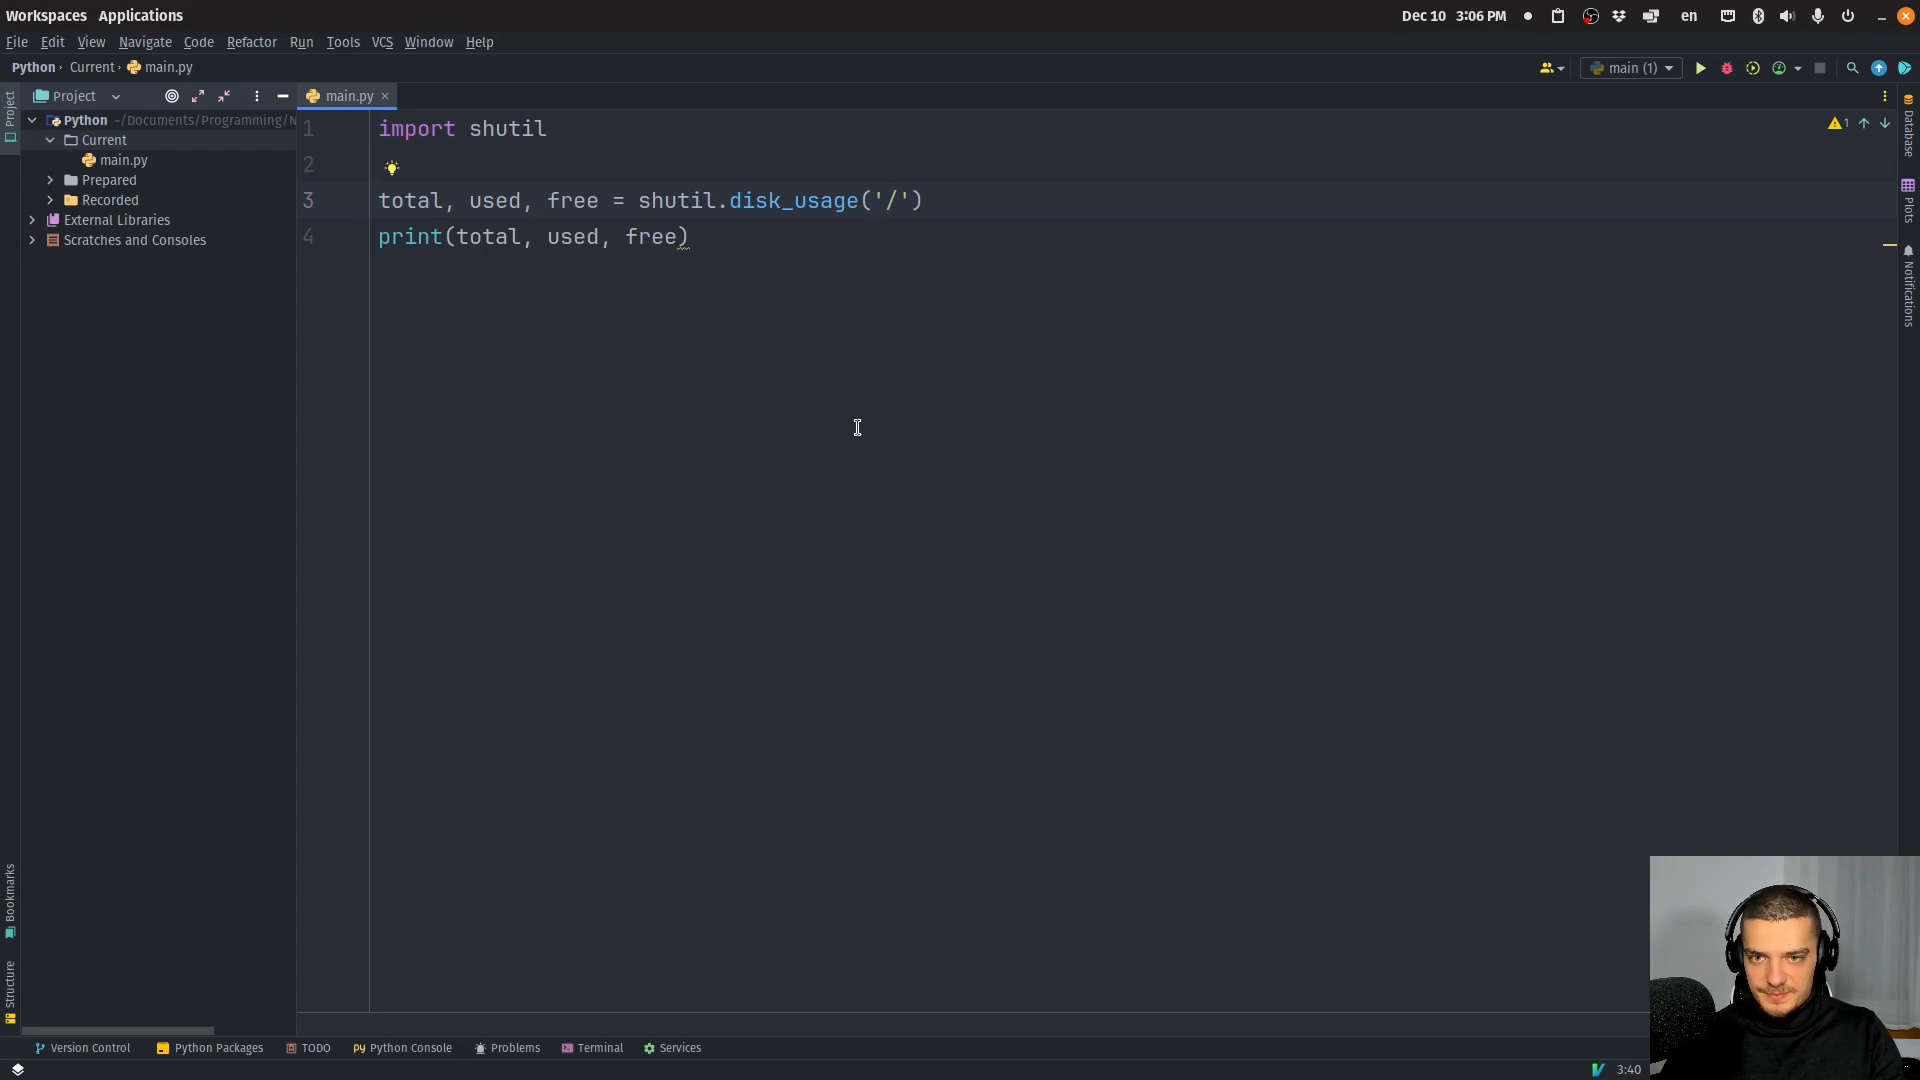 Workspaces Applications
Dec 10 3:06 PM en
File Edit View Navigate Code Refactor Run Tools VCS Window Help
Python Current main.py
main (1)
Project
main.py
Project
Python ~/Documents/Programming/N
Current
main.py
Prepared
Recorded
External Libraries
Scratches and Consoles
1 import shutil
2
3 total, used, free = shutil.disk_usage('/')
4 print(total, used, free)
1
Database
Plots
Notifications
Bookmarks
Structure
Version Control Python Packages TODO Python Console Problems Terminal Services
3:40